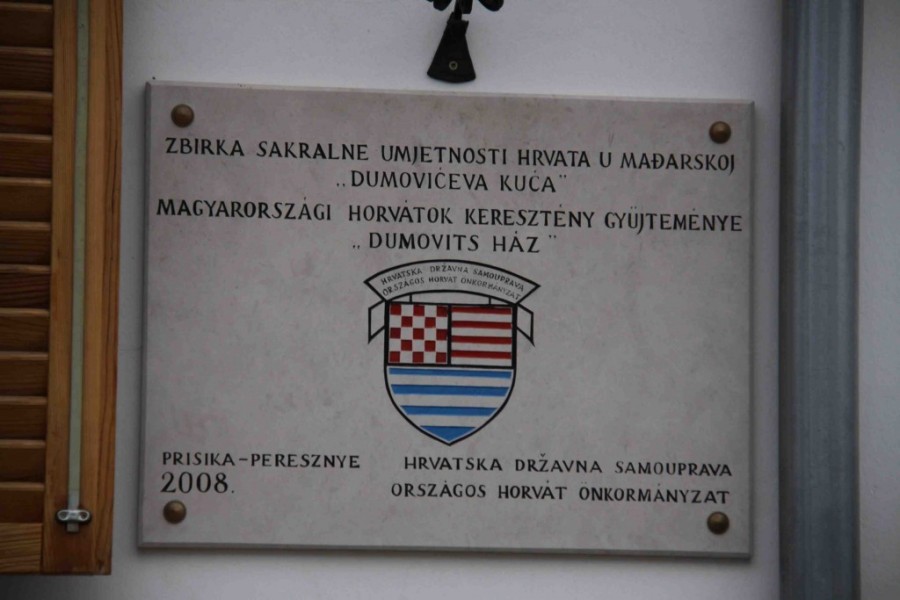 ZBIRKA SAKRALNE UMJETNOSTI HRVATA U MAĐARSKOJ
„DUMOVIĆEVA KUĆA"
MAGYARORSZÁGI HORVÁTOK KERESZTÉNY GYÜJTEMÉNYE
„DUMOVITS HÁZ"
HRVATSKA DRŽAVNA SAMOUPRAVA
ORSZÁGOS HORVÁT ÖNKORMÁNYZAT
PRISIKA-PERESZNYE
2008.
HRVATSKA DRŽAVNA SAMOUPRAVA
ORSZÁGOS HORVÁT ÖNKORMÁNYZAT